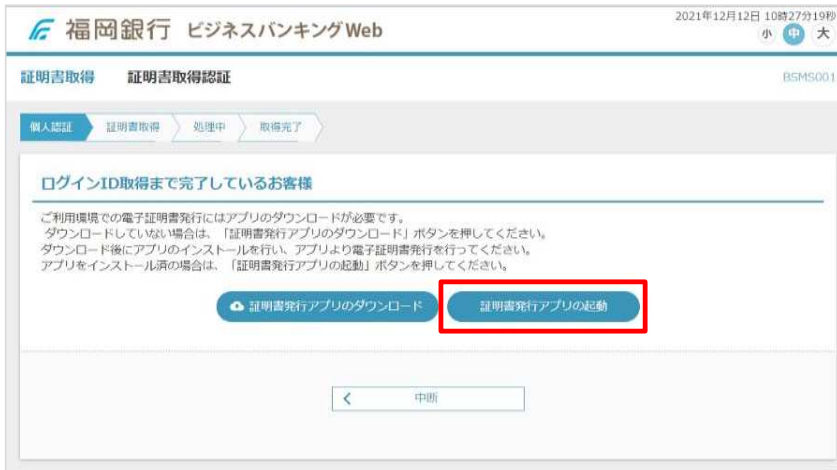 福岡銀行 ビジネスバンキングWeb
2021年12月12日 10時27分19秒
小 中 大
証明書取得 証明書取得認証
BSMS001
個人認証 証明書取得 処理中 取得完了
ログインID取得まで完了しているお客様
ご利用環境での電子証明書発行にはアプリのダウンロードが必要です。
ダウンロードしていない場合は、「証明書発行アプリのダウンロード」ボタンを押してください。
ダウンロード後にアプリのインストールを行い、アプリより電子証明書発行を行ってください。
アプリをインストール済の場合は、「証明書発行アプリの起動」ボタンを押してください。
証明書発行アプリのダウンロード 証明書発行アプリの起動
中断